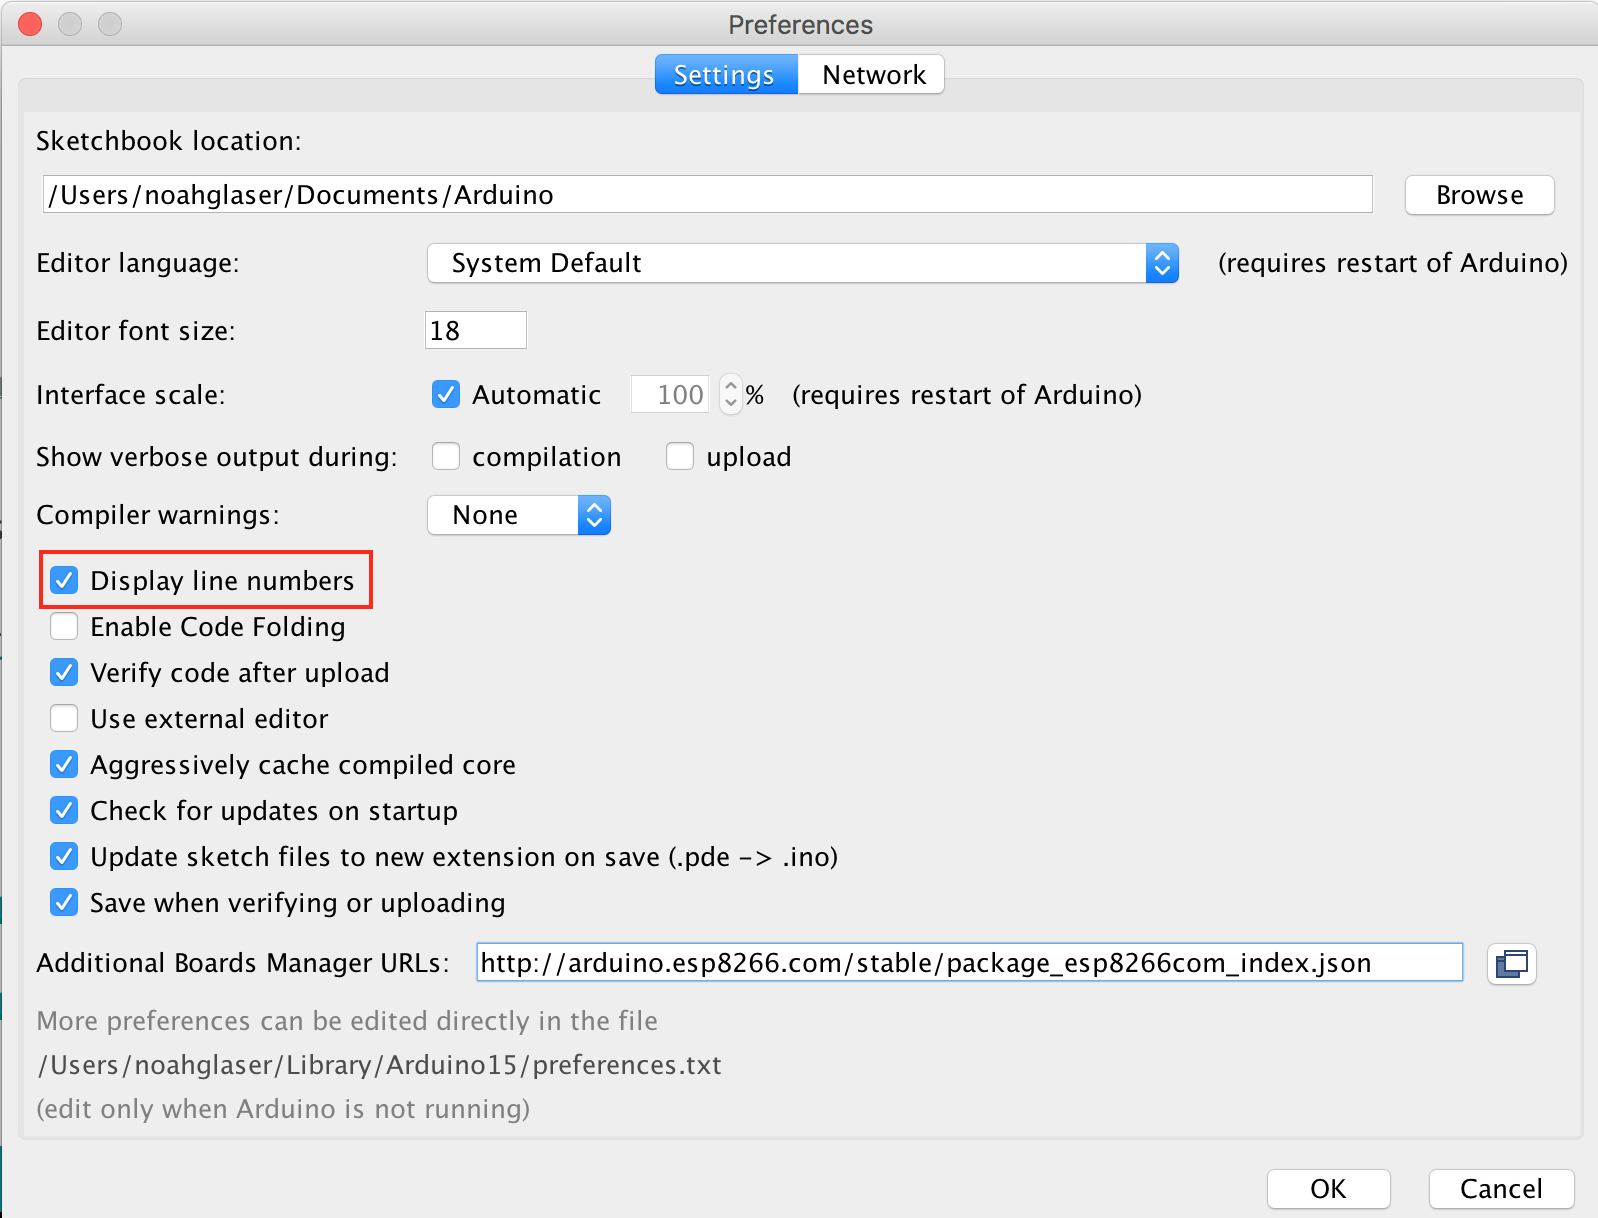 Preferences
Settings Network
Sketchbook location:
/Users/noahglaser/Documents/Arduino Browse
Editor language: System Default (requires restart of Arduino)
Editor font size: 18
Interface scale: Automatic 100 % (requires restart of Arduino)
Show verbose output during: compilation upload
Compiler warnings: None
Display line numbers
Enable Code Folding
Verify code after upload
Use external editor
Aggressively cache compiled core
Check for updates on startup
Update sketch files to new extension on save (.pde -> .ino)
Save when verifying or uploading
Additional Boards Manager URLs: http://arduino.esp8266.com/stable/package_esp8266com_index.json
More preferences can be edited directly in the file
/Users/noahglaser/Library/Arduino15/preferences.txt
(edit only when Arduino is not running)
OK Cancel